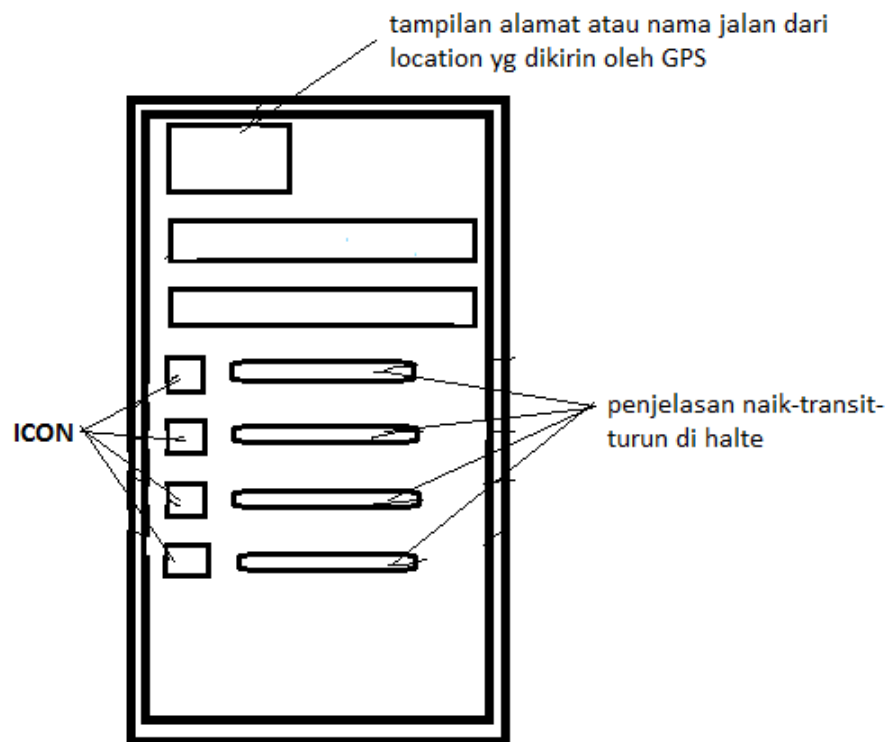 tampilan alamat atau nama jalan dari
location yg dikirin oleh GPS
ICON
penjelasan naik-transit-
turun di halte